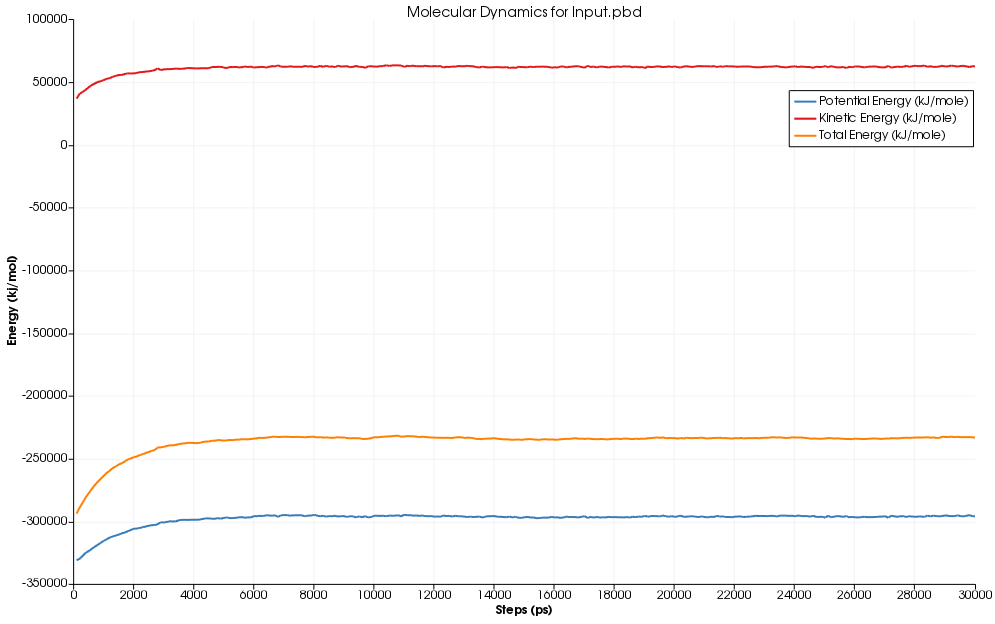 Molecular Dynamics for Input.pbd
100000
50000
0
-50000
-100000
-150000
-200000
-250000
-300000
-350000
Energy (kj/mol)
Potential Energy (kJ/mole)
Kinetic Energy (kJ/mole)
Total Energy (kJ/mole)
0 2000 4000 6000 8000 10000 12000 14000 16000 18000 20000 22000 24000 26000 28000 30000
Steps (ps)